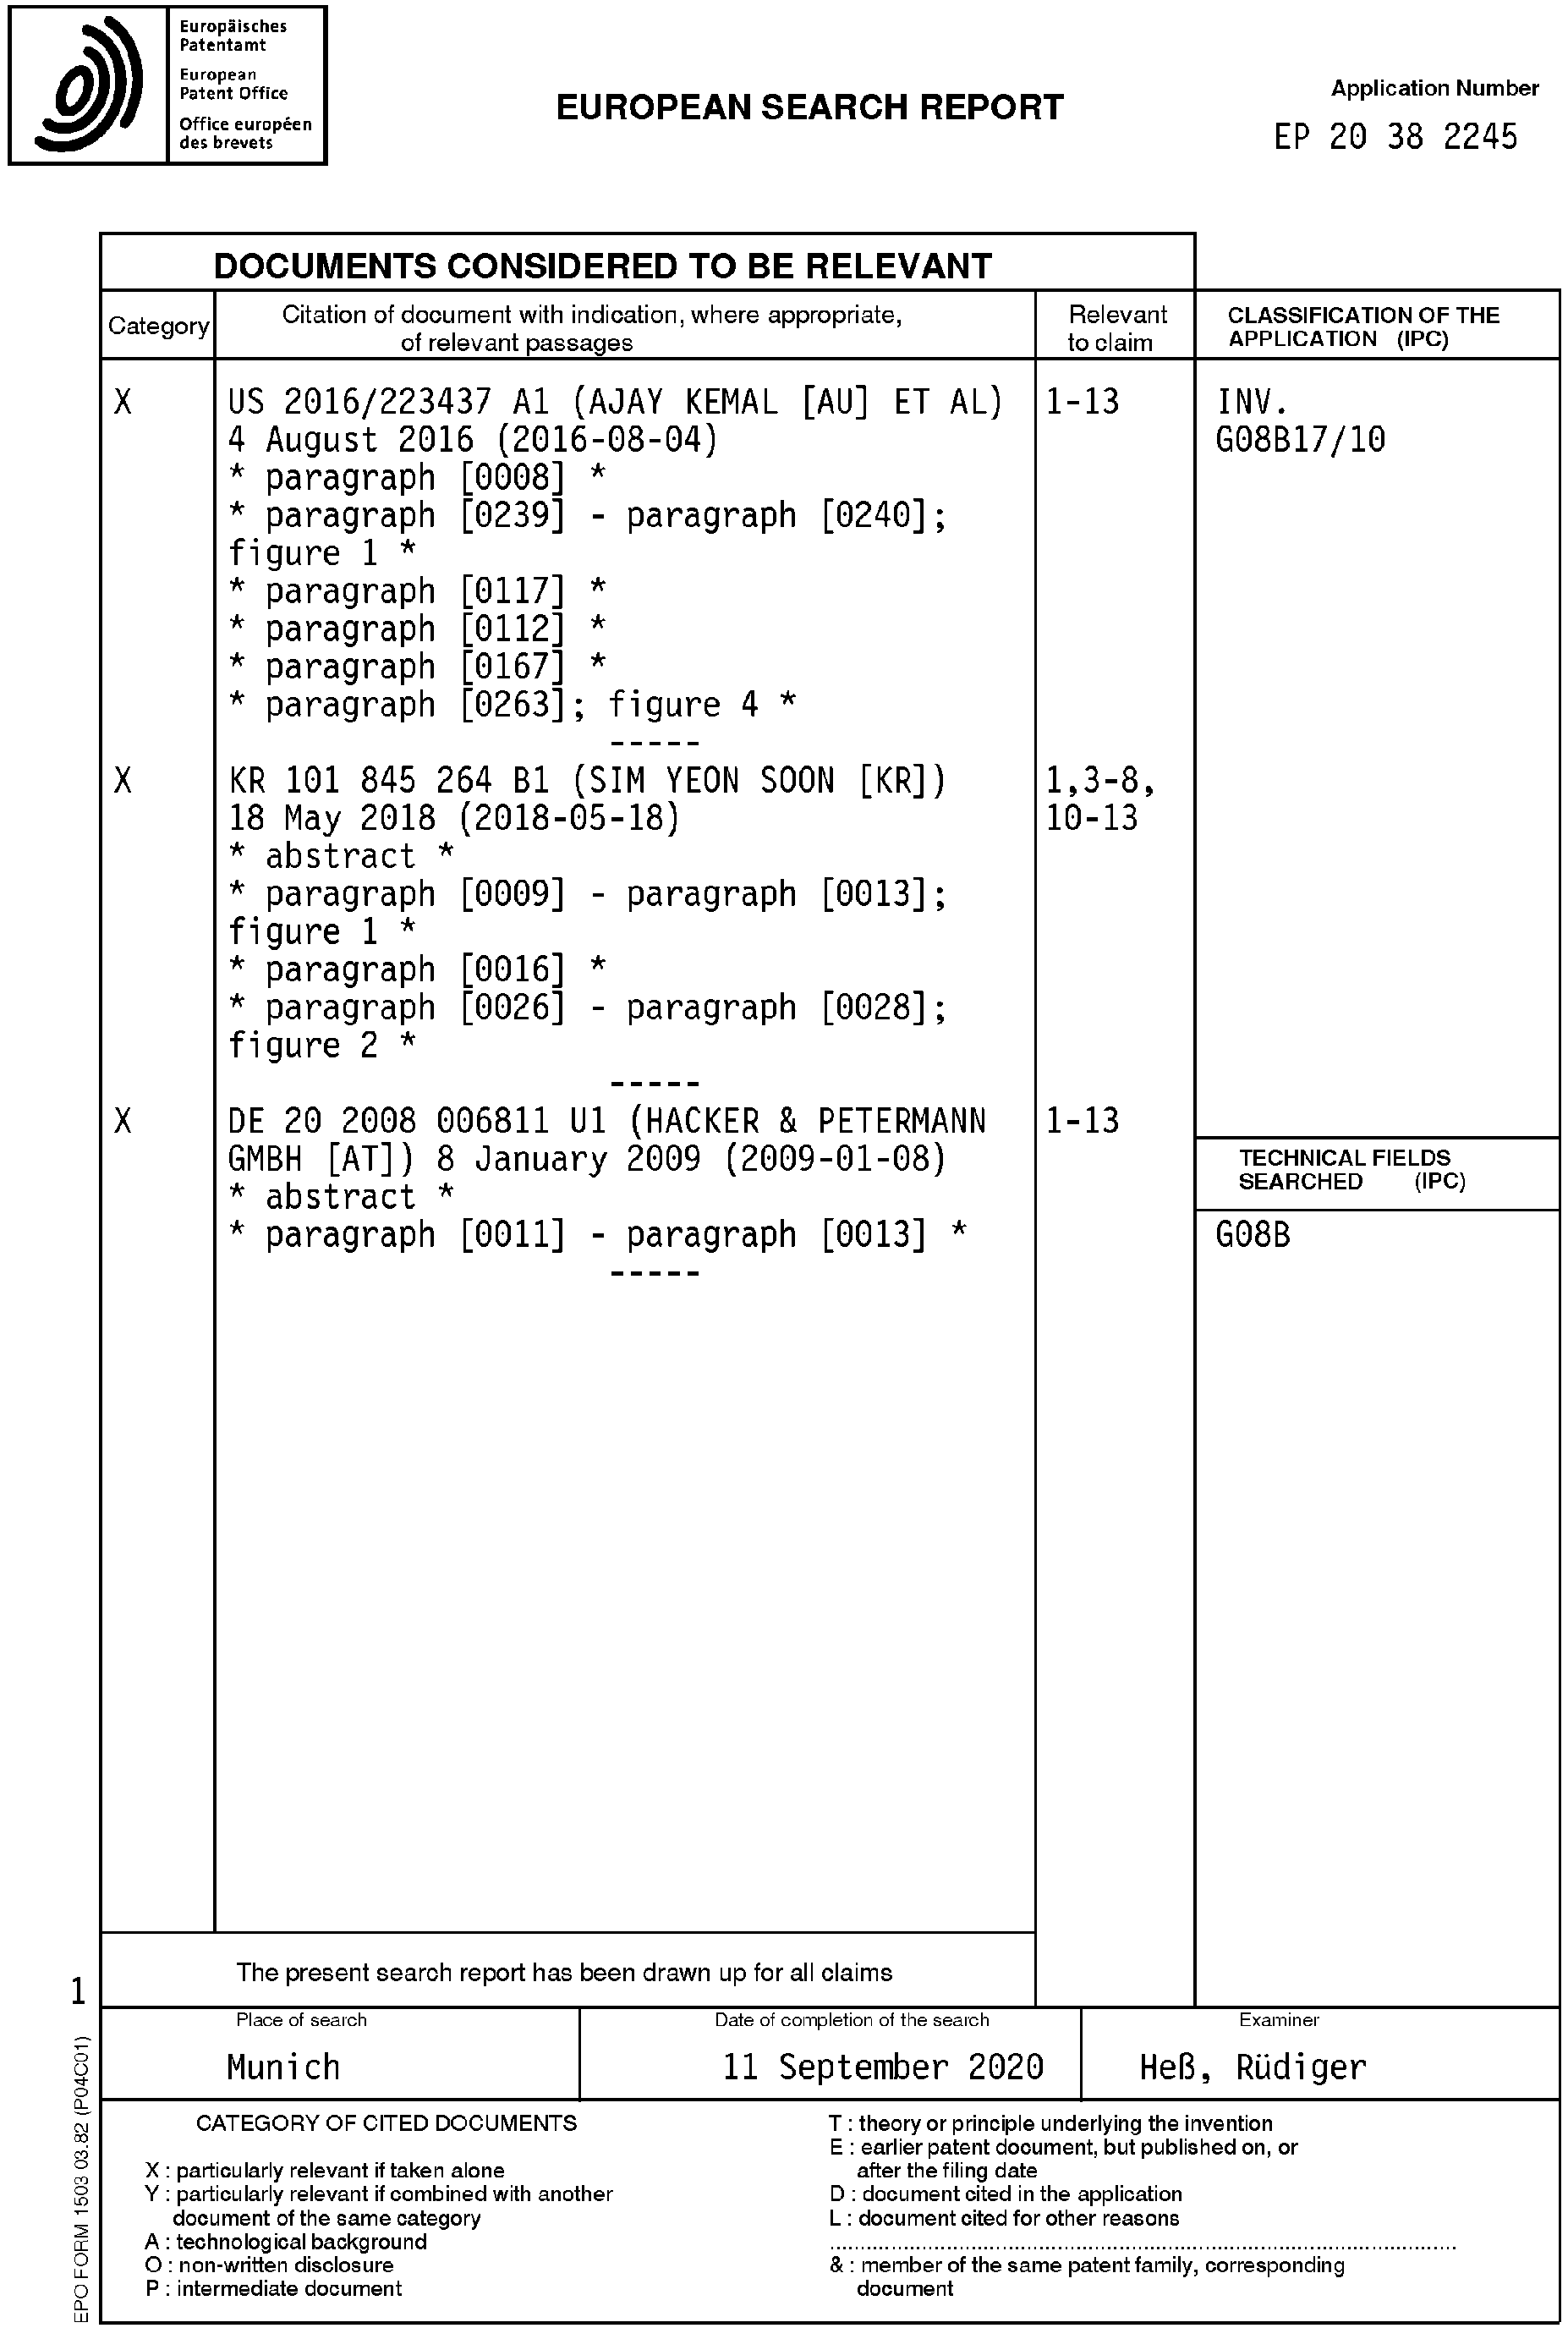 Europäisches
Patentamt
European
Patent Office
Office européen
des brevets
EUROPEAN SEARCH REPORT
Application Number
EP 20 38 2245
DOCUMENTS CONSIDERED TO BE RELEVANT
Category
Citation of document with indication, where appropriate,
of relevant passages
Relevant
to claim
CLASSIFICATION OF THE
APPLICATION (IPC)
X
US 2016/223437 A1 (AJAY KEMAL [AU] ET AL)
4 August 2016 (2016-08-04)
* paragraph [0008] *
* paragraph [0239] - paragraph [0240];
figure 1 *
* paragraph [0117] *
* paragraph [0112] *
* paragraph [0167] *
* paragraph [0263]; figure 4 *
-----
1-13
INV.
G08B17/10
X
KR 101 845 264 B1 (SIM YEON SOON [KR])
18 May 2018 (2018-05-18)
* abstract *
* paragraph [0009] - paragraph [0013];
figure 1 *
* paragraph [0016] *
* paragraph [0026] - paragraph [0028];
figure 2 *
-----
1,3-8,
10-13
X
DE 20 2008 006811 U1 (HACKER & PETERMANN
GMBH [AT]) 8 January 2009 (2009-01-08)
* abstract *
* paragraph [0011] - paragraph [0013] *
-----
1-13
TECHNICAL FIELDS
SEARCHED (IPC)
G08B
The present search report has been drawn up for all claims
1
Place of search
Munich
Date of completion of the search
11 September 2020
Examiner
Heß, Rüdiger
CATEGORY OF CITED DOCUMENTS
X : particularly relevant if taken alone
Y : particularly relevant if combined with another
document of the same category
A : technological background
O : non-written disclosure
P : intermediate document
T : theory or principle underlying the invention
E : earlier patent document, but published on, or
after the filing date
D : document cited in the application
L : document cited for other reasons
& : member of the same patent family, corresponding
document
EPO FORM 1503 03.82 (P04C01)